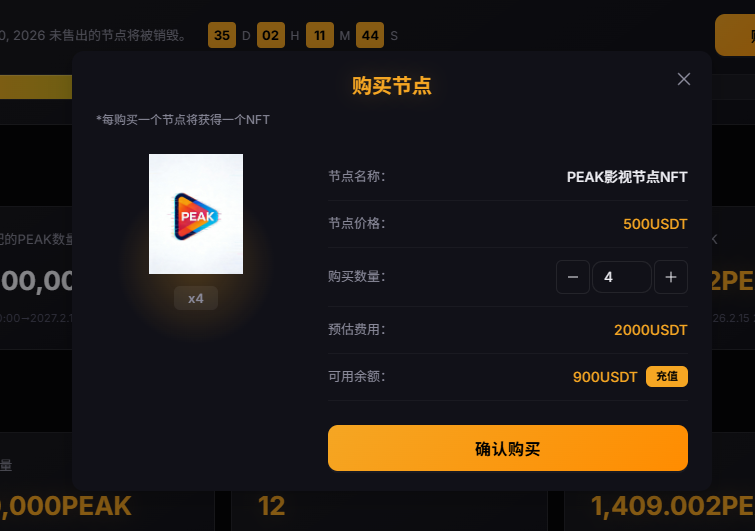 0, 2026 未售出的节点将被销毁。 35 D 02 H 11 M 44 S
购买节点
*每购买一个节点将获得一个NFT
PEAK
x4
节点名称: PEAK影视节点NFT
节点价格: 500USDT
购买数量: − 4 +
预估费用: 2000USDT
可用余额: 900USDT 充值
确认购买
的PEAK数量
00,00
0:00→2027.2.1
K
2PE
26.2.15
量
0,000PEAK
12
1,409.002PE